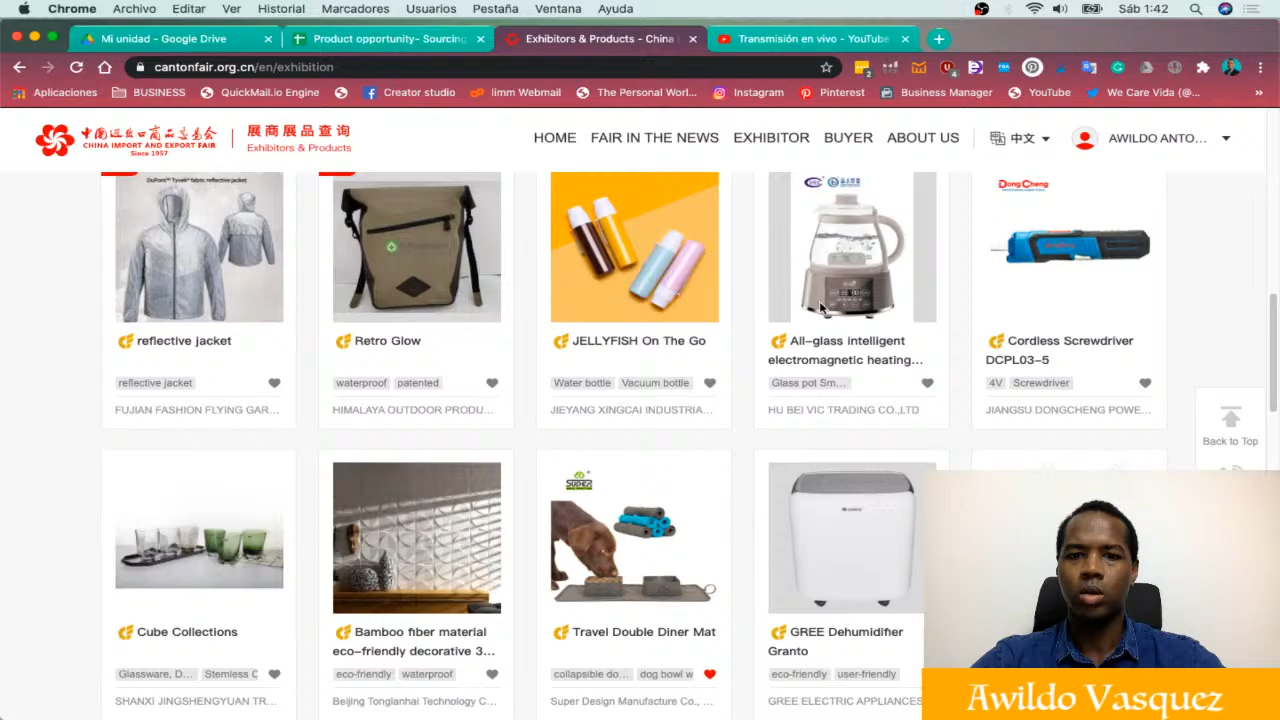 Chrome Archivo Editar Ver Historial Marcadores Usuarios Pestaña Ventana Ayuda Sáb 1:42
Mi unidad - Google Drive Product opportunity- Sourcing Exhibitors & Products - China Transmisión en vivo - YouTube
cantonfair.org.cn/en/exhibition
Aplicaciones BUSINESS QuickMail.io Engine Creator studio limm Webmail The Personal Worl... Instagram Pinterest Business Manager YouTube We Care Vida (@... »
中国进出口商品交易会
CHINA IMPORT AND EXPORT FAIR
Since 1957
展商展品查询
Exhibitors & Products
HOME FAIR IN THE NEWS EXHIBITOR BUYER ABOUT US 中文 AWILDO ANTO...
DuPont™ Tyvek® fabric reflective jacket
DongCheng
reflective jacket
Retro Glow
JELLYFISH On The Go
All-glass intelligent
electromagnetic heating...
Cordless Screwdriver
DCPL03-5
reflective jacket
waterproof patented
Water bottle Vacuum bottle
Glass pot Sm...
4V Screwdriver
FUJIAN FASHION FLYING GAR...
HIMALAYA OUTDOOR PRODU...
JIEYANG XINGCAI INDUSTRIA...
HU BEI VIC TRADING CO.,LTD
JIANGSU DONGCHENG POWE...
Back to Top
SUPER
Cube Collections
Bamboo fiber material
eco-friendly decorative 3...
Travel Double Diner Mat
GREE Dehumidifier
Granto
Glassware, D... Stemless C
eco-friendly waterproof
collapsible do... dog bowl w
eco-friendly user-friendly
SHANXI JINGSHENGYUAN TR...
Beijing Tonglanhai Technology C...
Super Design Manufacture Co., ...
GREE ELECTRIC APPLIANCES
Awildo Vasquez